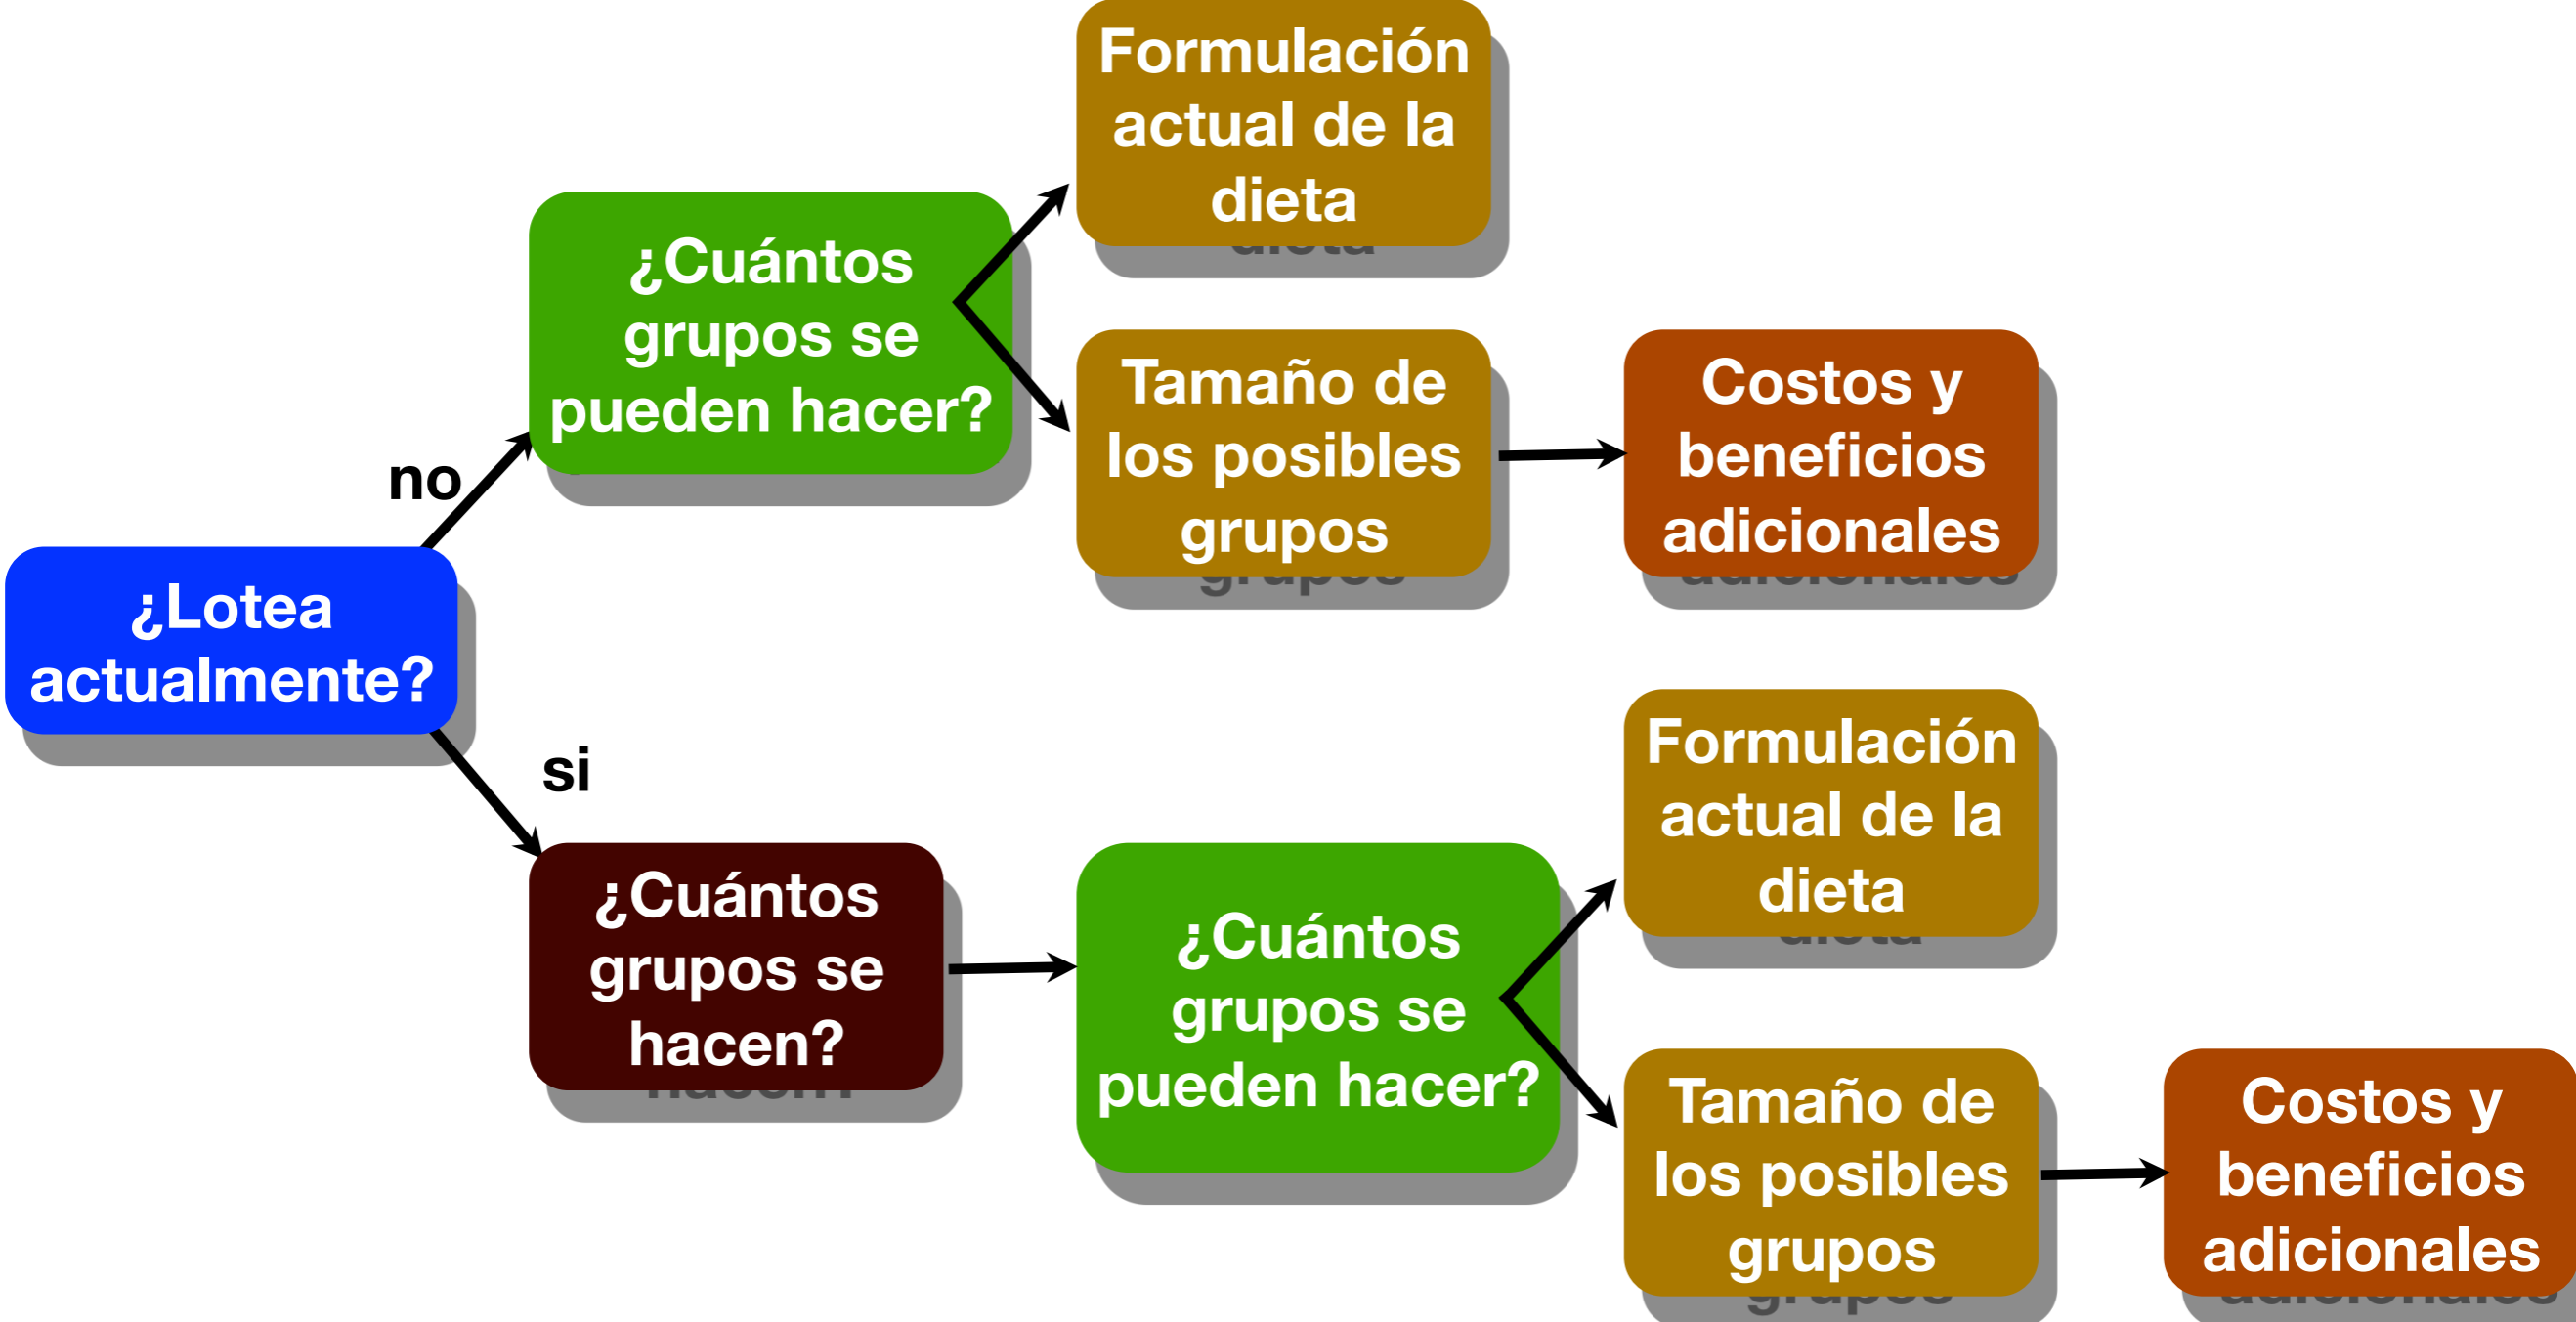 Formulación
actual de la
dieta
¿Cuántos
grupos se
pueden hacer?
Tamaño de
los posibles
grupos
Costos y
beneficios
adicionales
no
¿Lotea
actualmente?
si
¿Cuántos
grupos se
hacen?
¿Cuántos
grupos se
pueden hacer?
Formulación
actual de la
dieta
Tamaño de
los posibles
grupos
Costos y
beneficios
adicionales